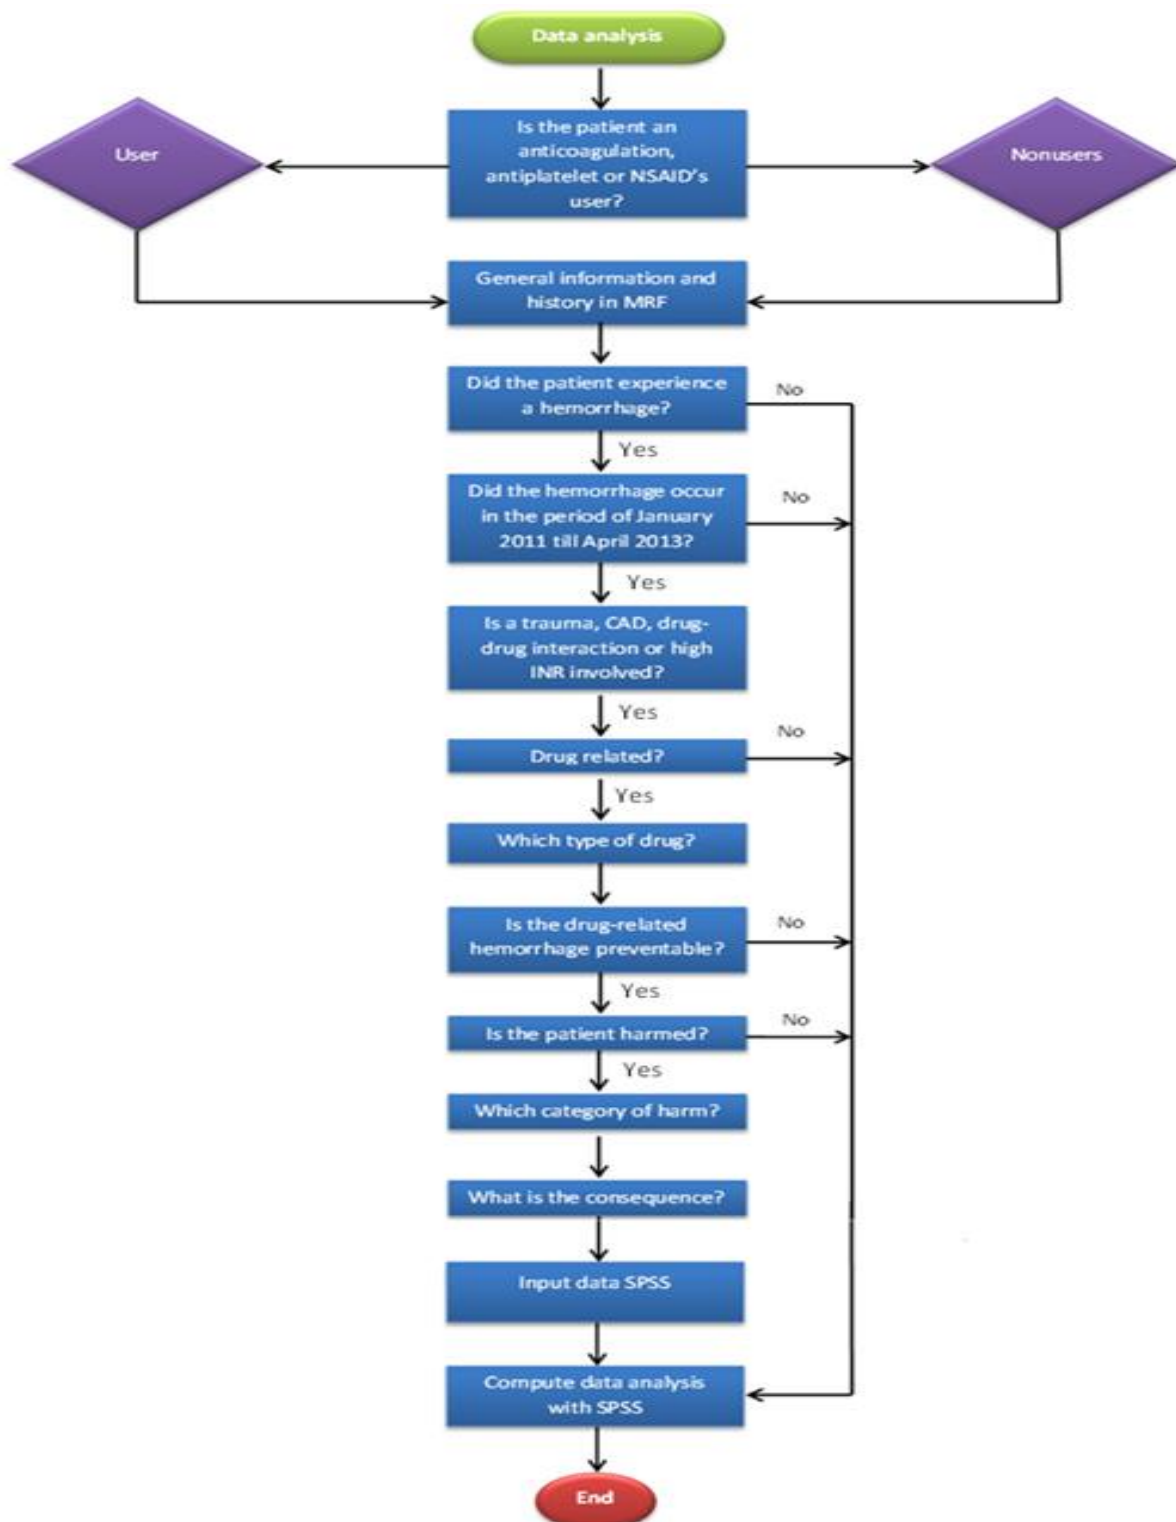 Data analysis
Is the patient an
anticoagulation,
antiplatelet or NSAID's
user?
User
Nonusers
General information and
history in MRF
Did the patient experience
a hemorrhage?
No
Yes
Did the hemorrhage occur
in the period of January
2011 till April 2013?
No
Yes
Is a trauma, CAD, drug-
drug interaction or high
INR involved?
Yes
Drug related?
No
Yes
Which type of drug?
Is the drug-related
hemorrhage preventable?
No
Yes
Is the patient harmed?
No
Yes
Which category of harm?
What is the consequence?
Input data SPSS
Compute data analysis
with SPSS
End